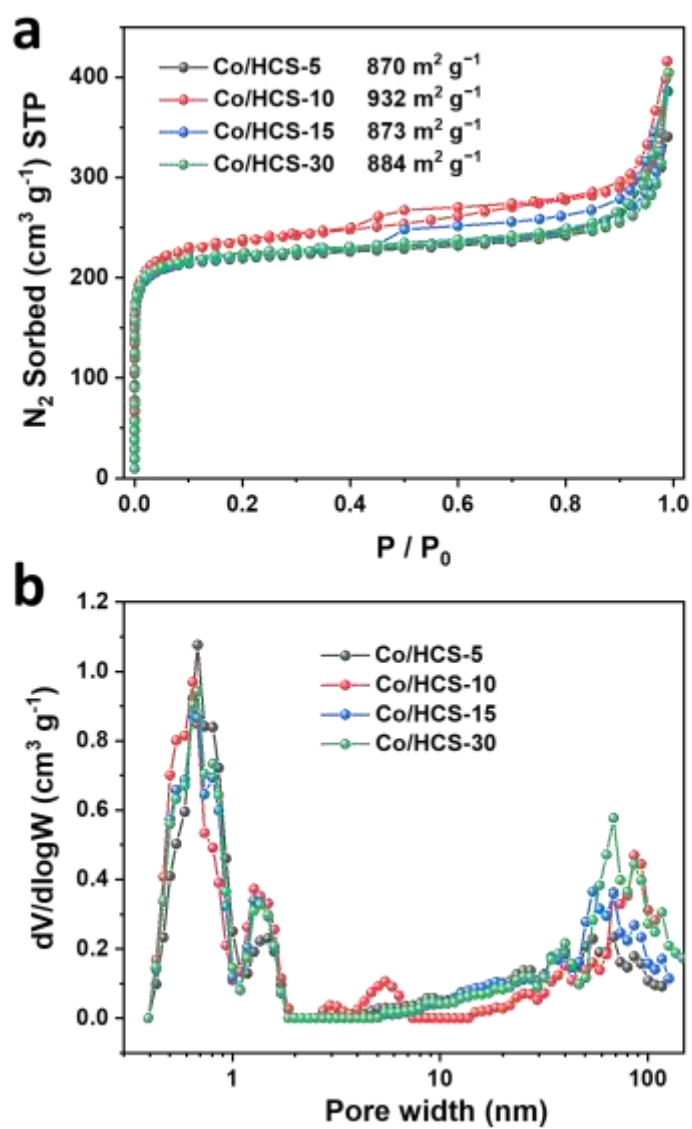 a
Co/HCS-5 870 m² g⁻¹
Co/HCS-10 932 m² g⁻¹
Co/HCS-15 873 m² g⁻¹
Co/HCS-30 884 m² g⁻¹
N₂ Sorbed (cm³ g⁻¹) STP
400
300
200
100
0
0.0 0.2 0.4 0.6 0.8 1.0
P / P₀
b
Co/HCS-5
Co/HCS-10
Co/HCS-15
Co/HCS-30
dV/dlogW (cm³ g⁻¹)
1.2
1.0
0.8
0.6
0.4
0.2
0.0
1 10 100
Pore width (nm)